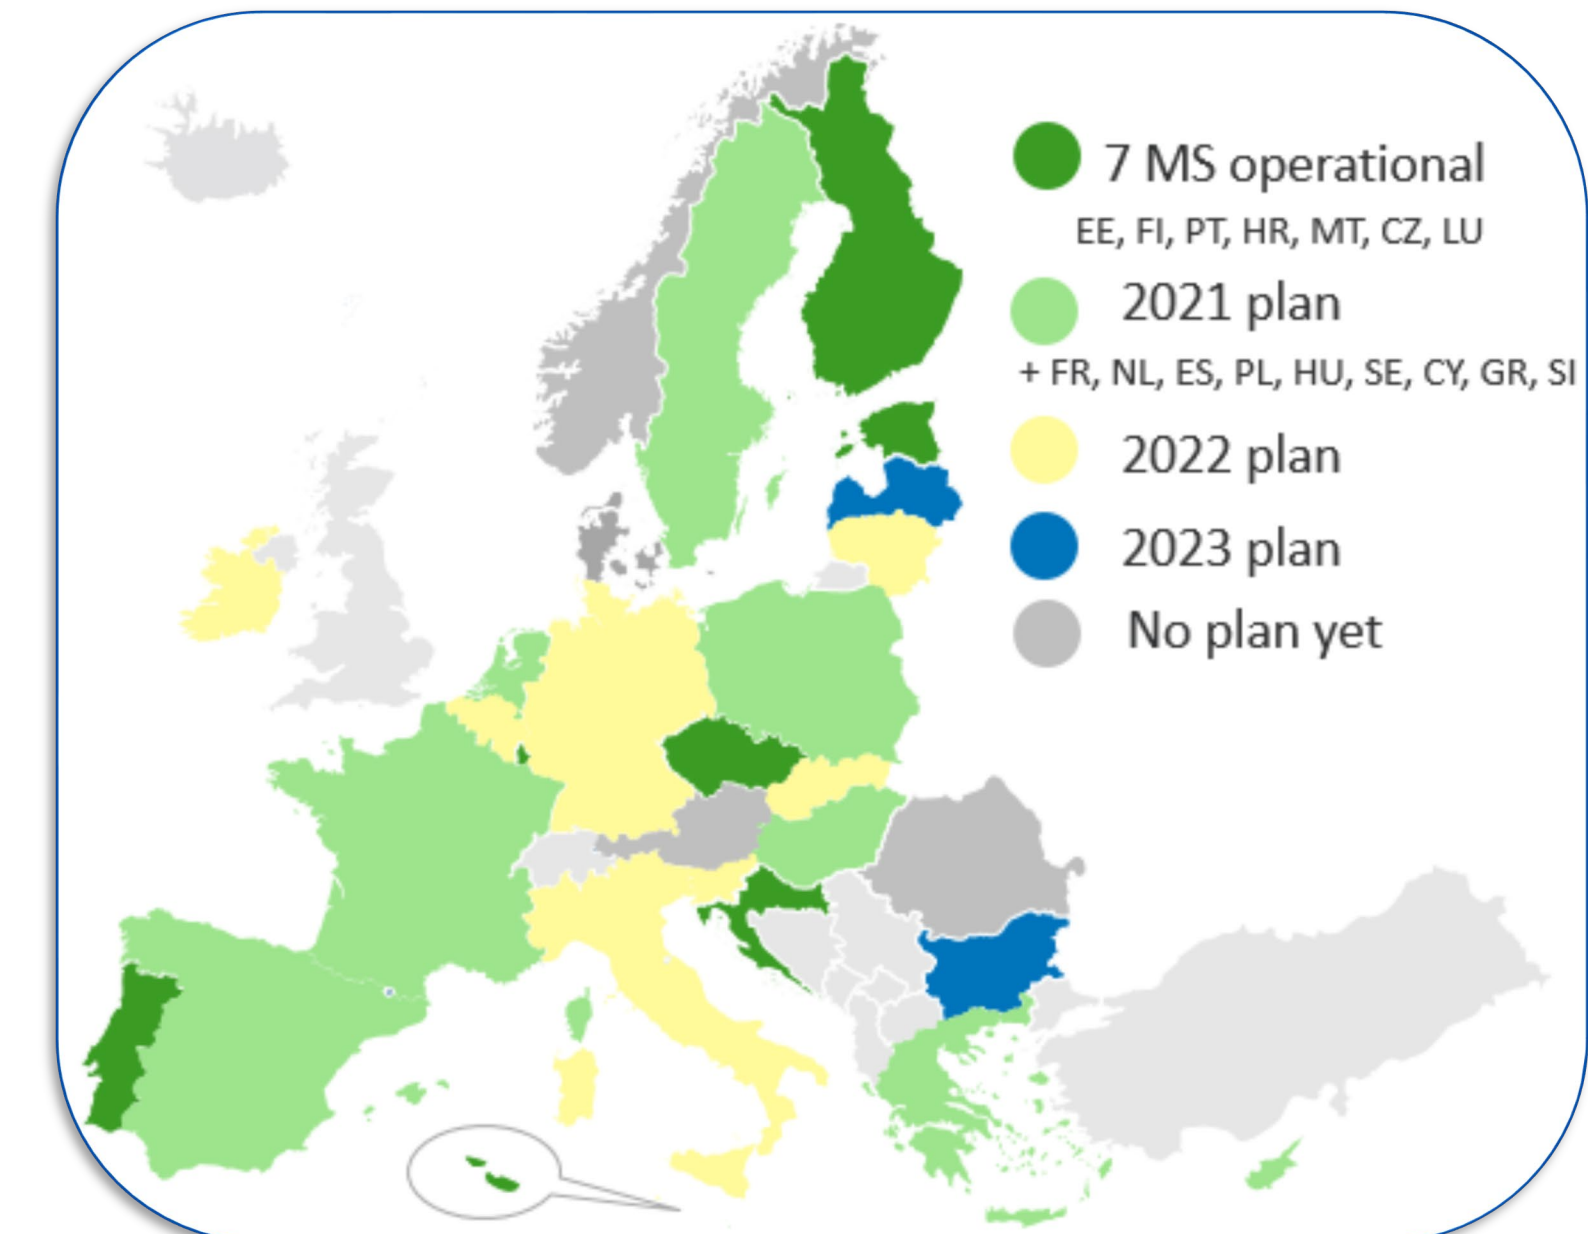 7 MS operational
EE, FI, PT, HR, MT, CZ, LU
2021 plan
+ FR, NL, ES, PL, HU, SE, CY, GR, SI
2022 plan
2023 plan
No plan yet